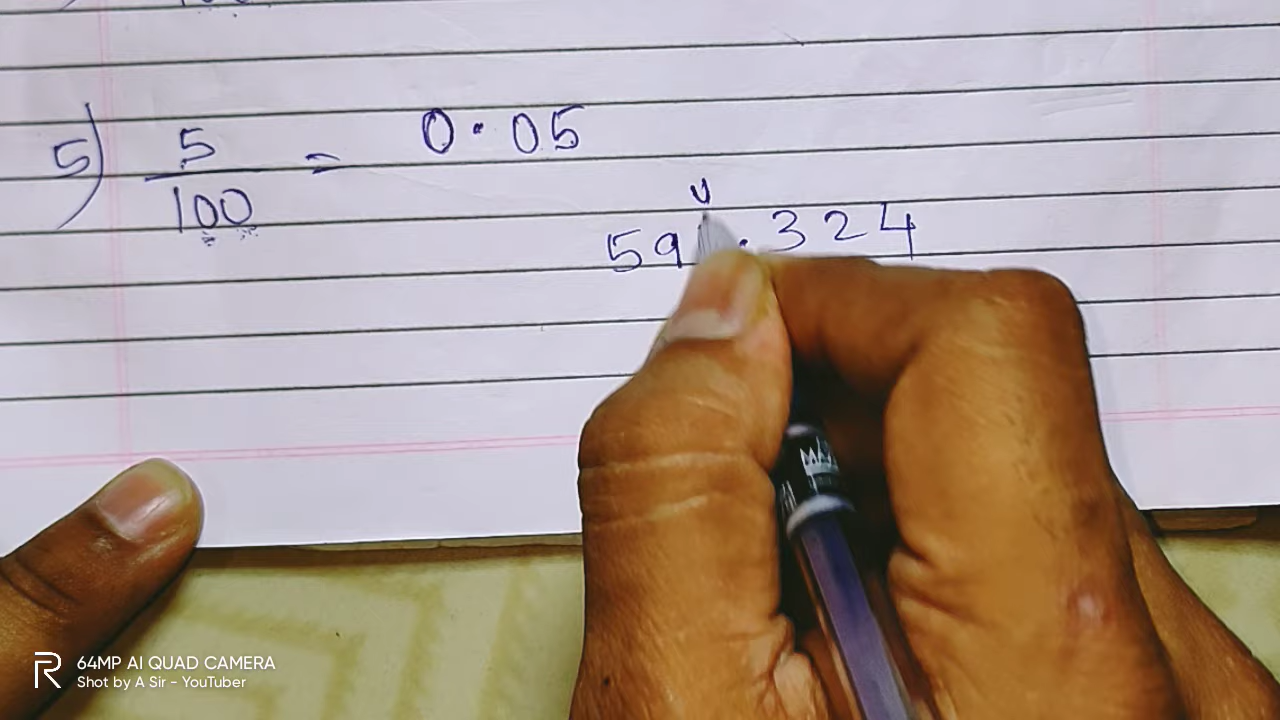 5) 5/100 = 0.05
U
59 .324
64MP AI QUAD CAMERA
Shot by A Sir - YouTuber